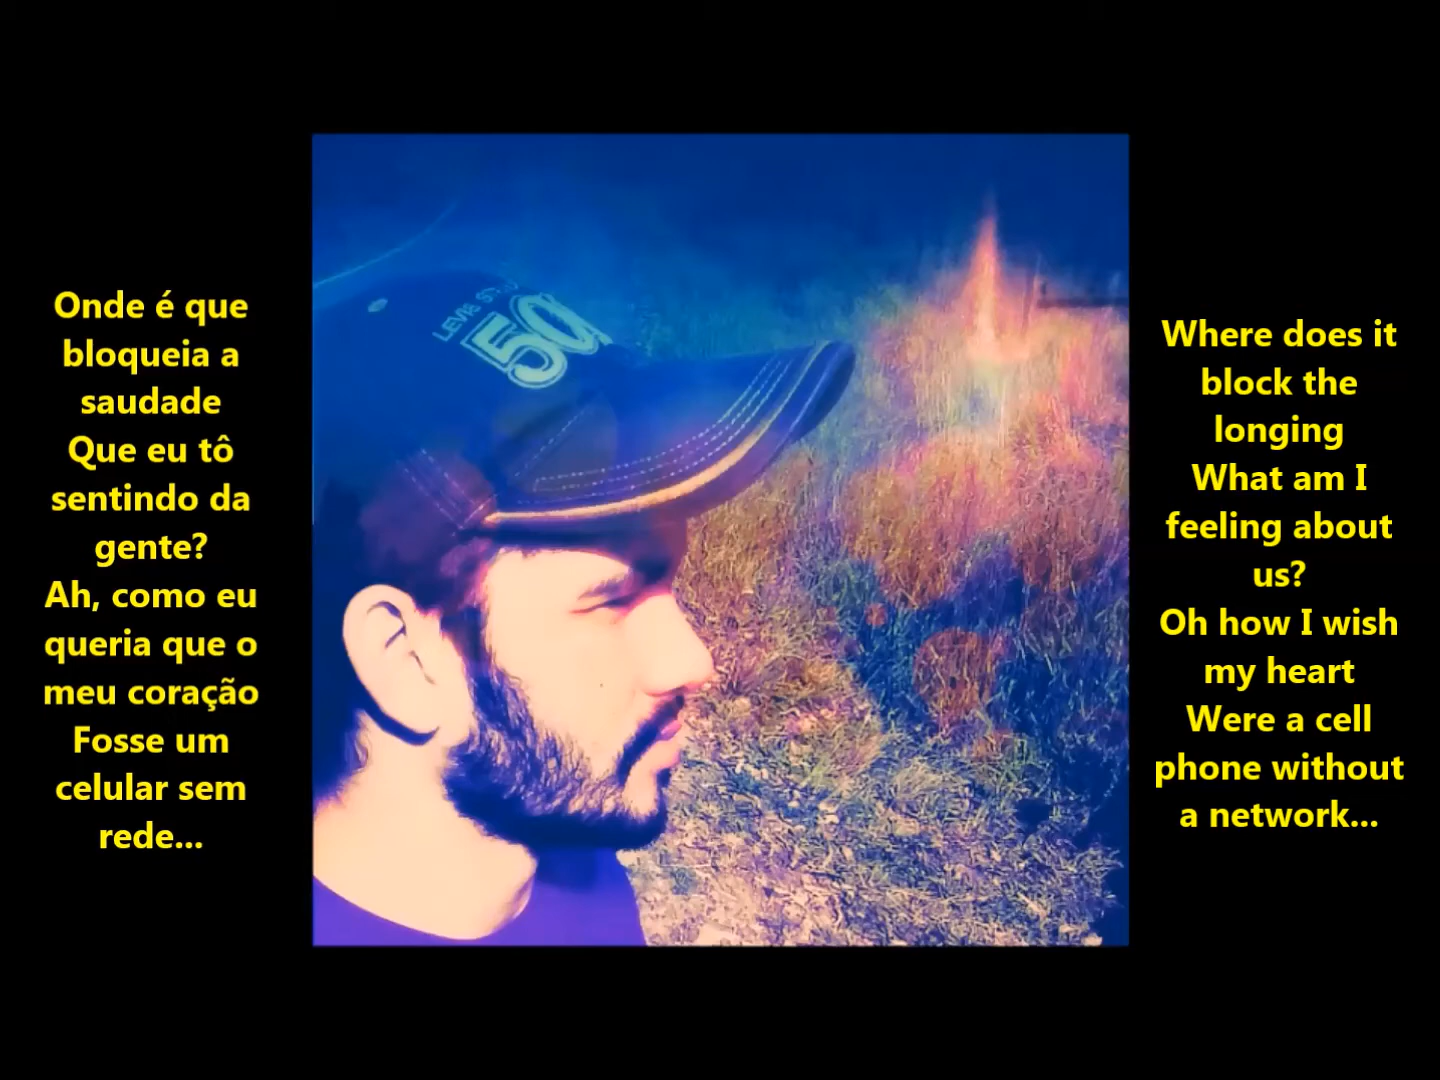 Onde é que
bloqueia a
saudade
Que eu tô
sentindo da
gente?
Ah, como eu
queria que o
meu coração
Fosse um
celular sem
rede...
LEVIS
50
Where does it
block the
longing
What am I
feeling about
us?
Oh how I wish
my heart
Were a cell
phone without
a network...